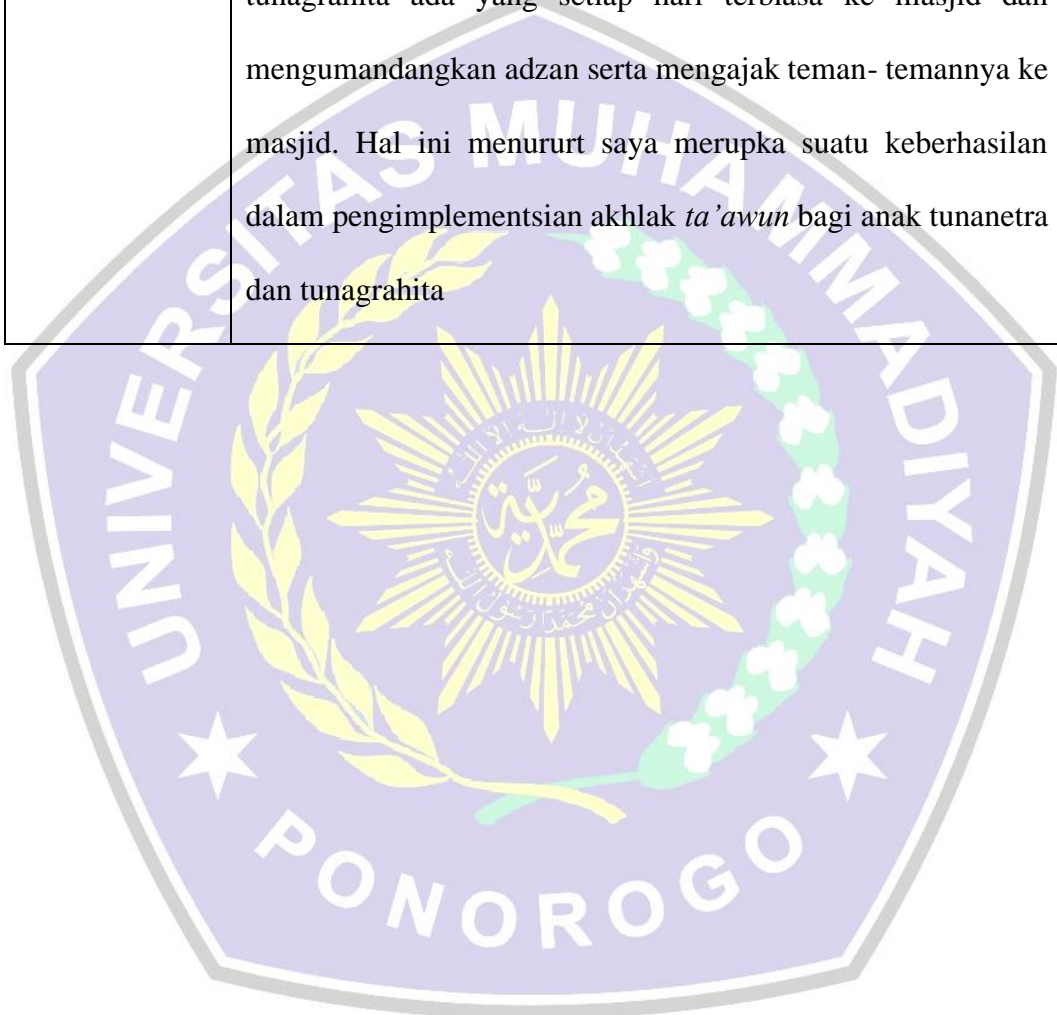 tunagrahita ada yang setiap hari terbiasa ke masjid dan
mengumandangkan adzan serta mengajak teman- temannya ke
masjid. Hal ini menururt saya merupka suatu keberhasilan
dalam pengimplementsian akhlak ta’awun bagi anak tunanetra
dan tunagrahita
UNIVERSITAS MUHAMMADIYAH
PONOROGO
محمدية